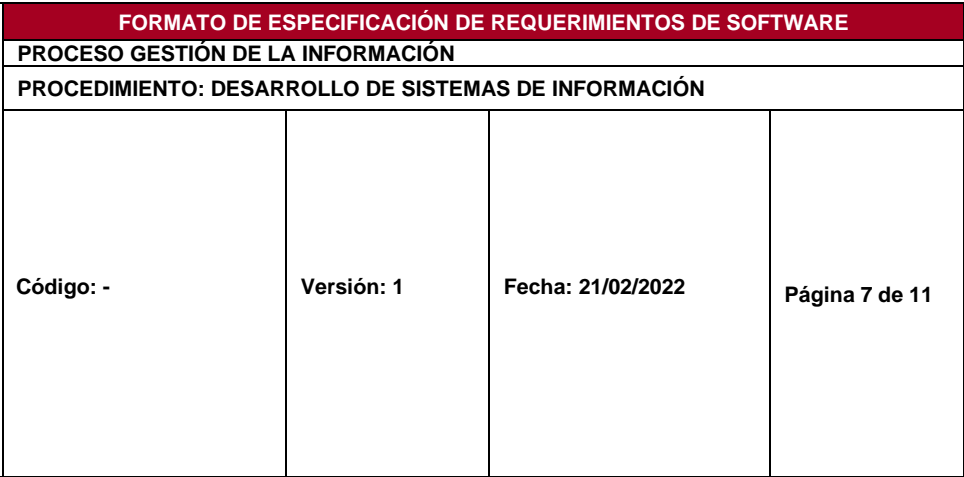 FORMATO DE ESPECIFICACIÓN DE REQUERIMIENTOS DE SOFTWARE
PROCESO GESTIÓN DE LA INFORMACIÓN
PROCEDIMIENTO: DESARROLLO DE SISTEMAS DE INFORMACIÓN
Código: -
Versión: 1
Fecha: 21/02/2022
Página 7 de 11